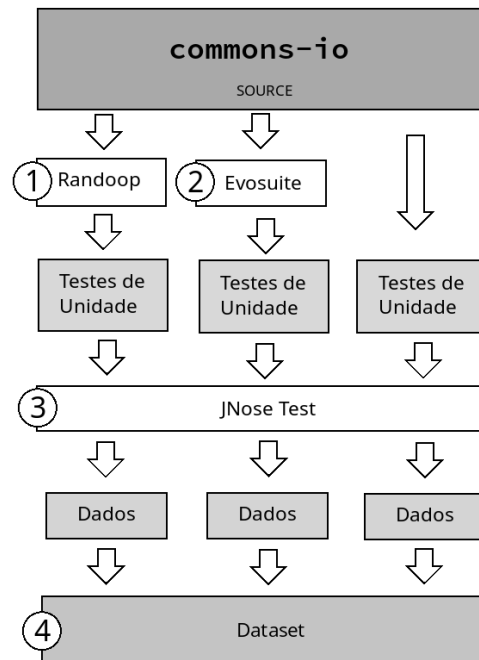 commons-io
SOURCE
1 Randoop
2 Evosuite
Testes de
Unidade
Testes de
Unidade
Testes de
Unidade
3 JNose Test
Dados
Dados
Dados
4 Dataset